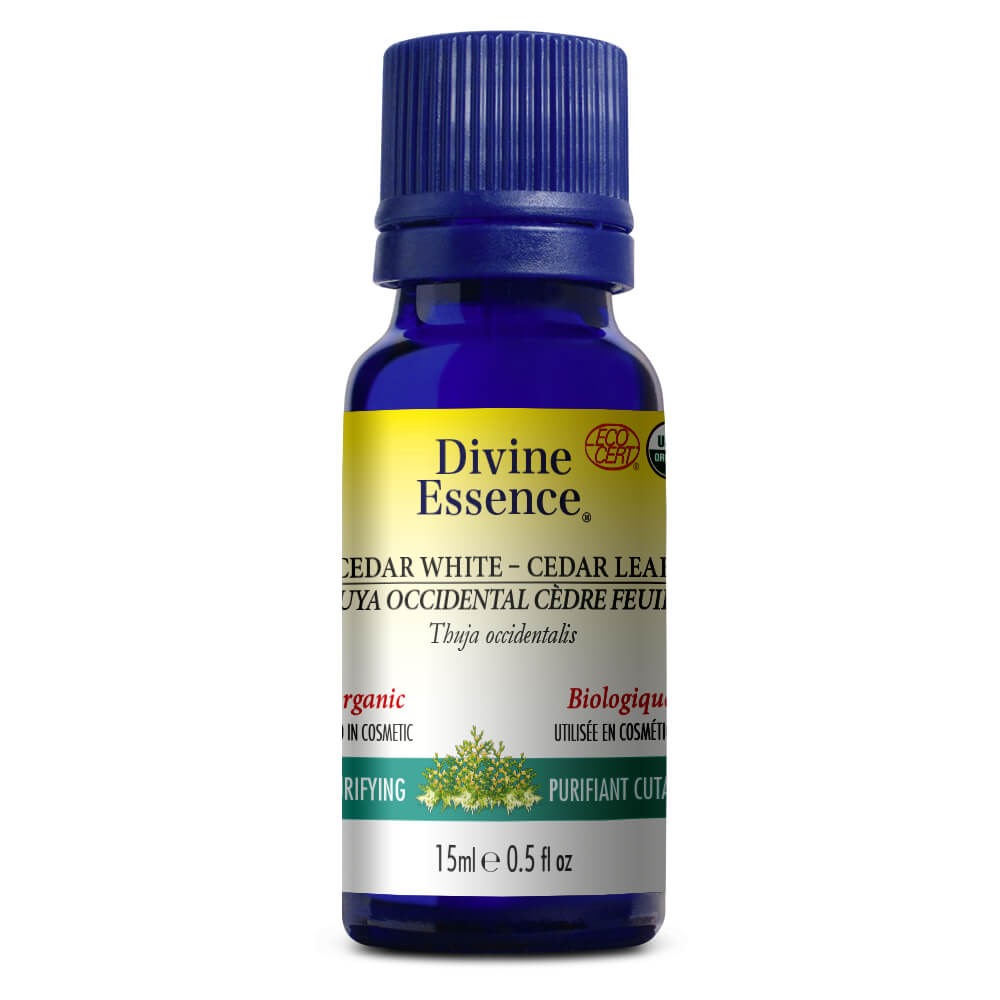 Divine
Essence®
ECO
CERT®
CEDAR WHITE – CEDAR LEAF
UYA OCCIDENTAL CÈDRE FEUIL
Thuja occidentalis
rganic
Biologique
IN COSMETIC
UTILISÉE EN COSMÉTI
RIFYING
PURIFIANT CUTA
15ml e 0.5 fl oz